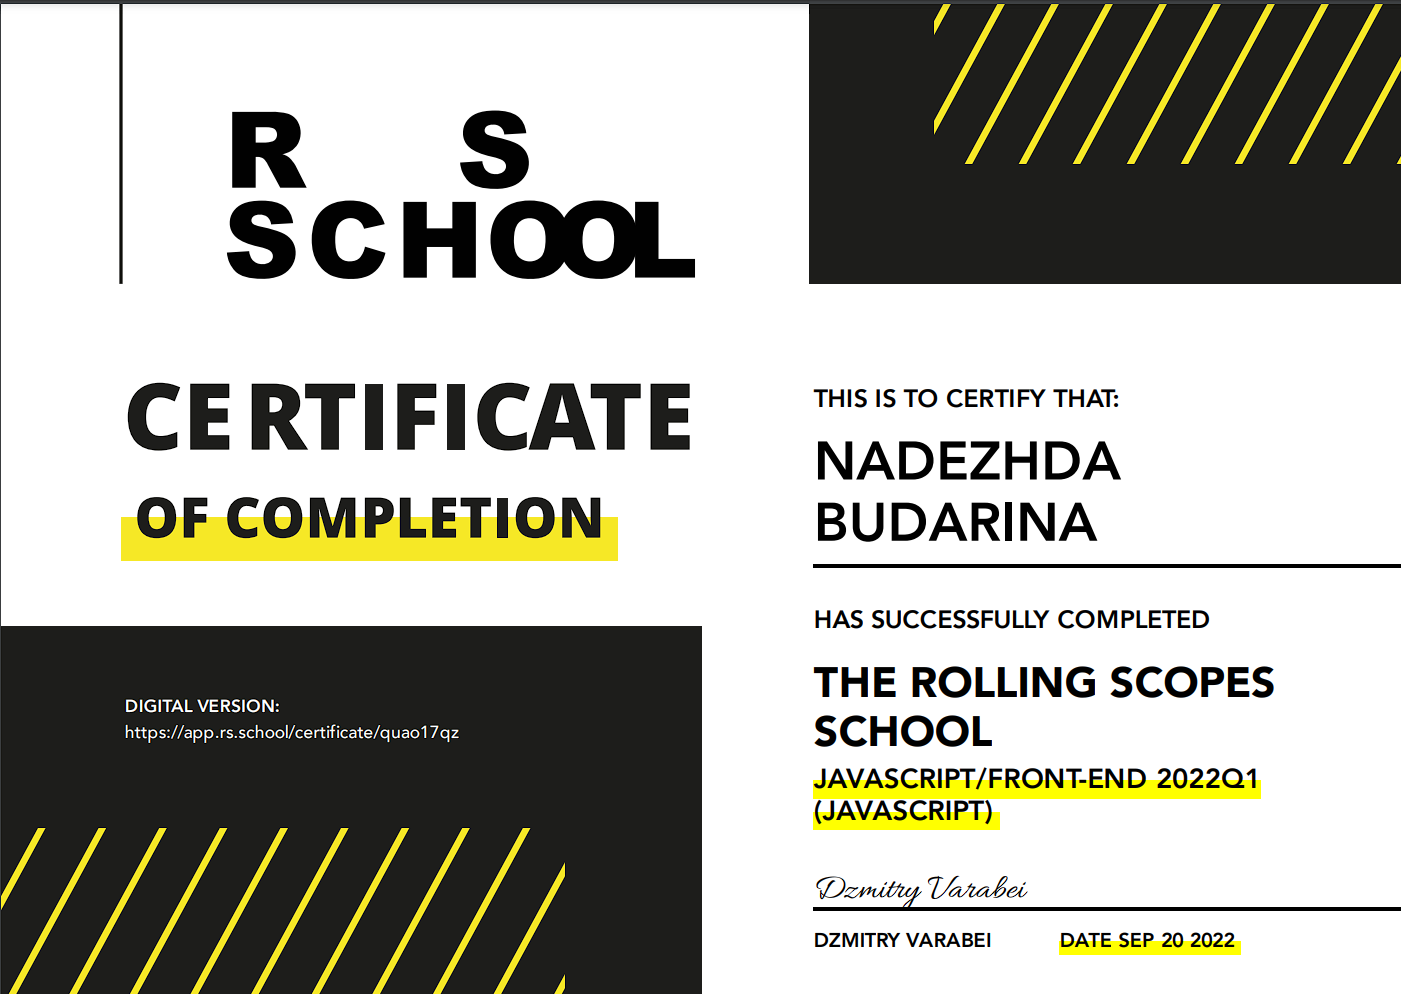 R S
SCHOOL
CERTIFICATE
OF COMPLETION
DIGITAL VERSION:
https://app.rs.school/certificate/quao17qz
THIS IS TO CERTIFY THAT:
NADEZHDA
BUDARINA
HAS SUCCESSFULLY COMPLETED
THE ROLLING SCOPES
SCHOOL
JAVASCRIPT/FRONT-END 2022Q1
(JAVASCRIPT)
Dzmitry Varabei
DZMITRY VARABEI DATE SEP 20 2022